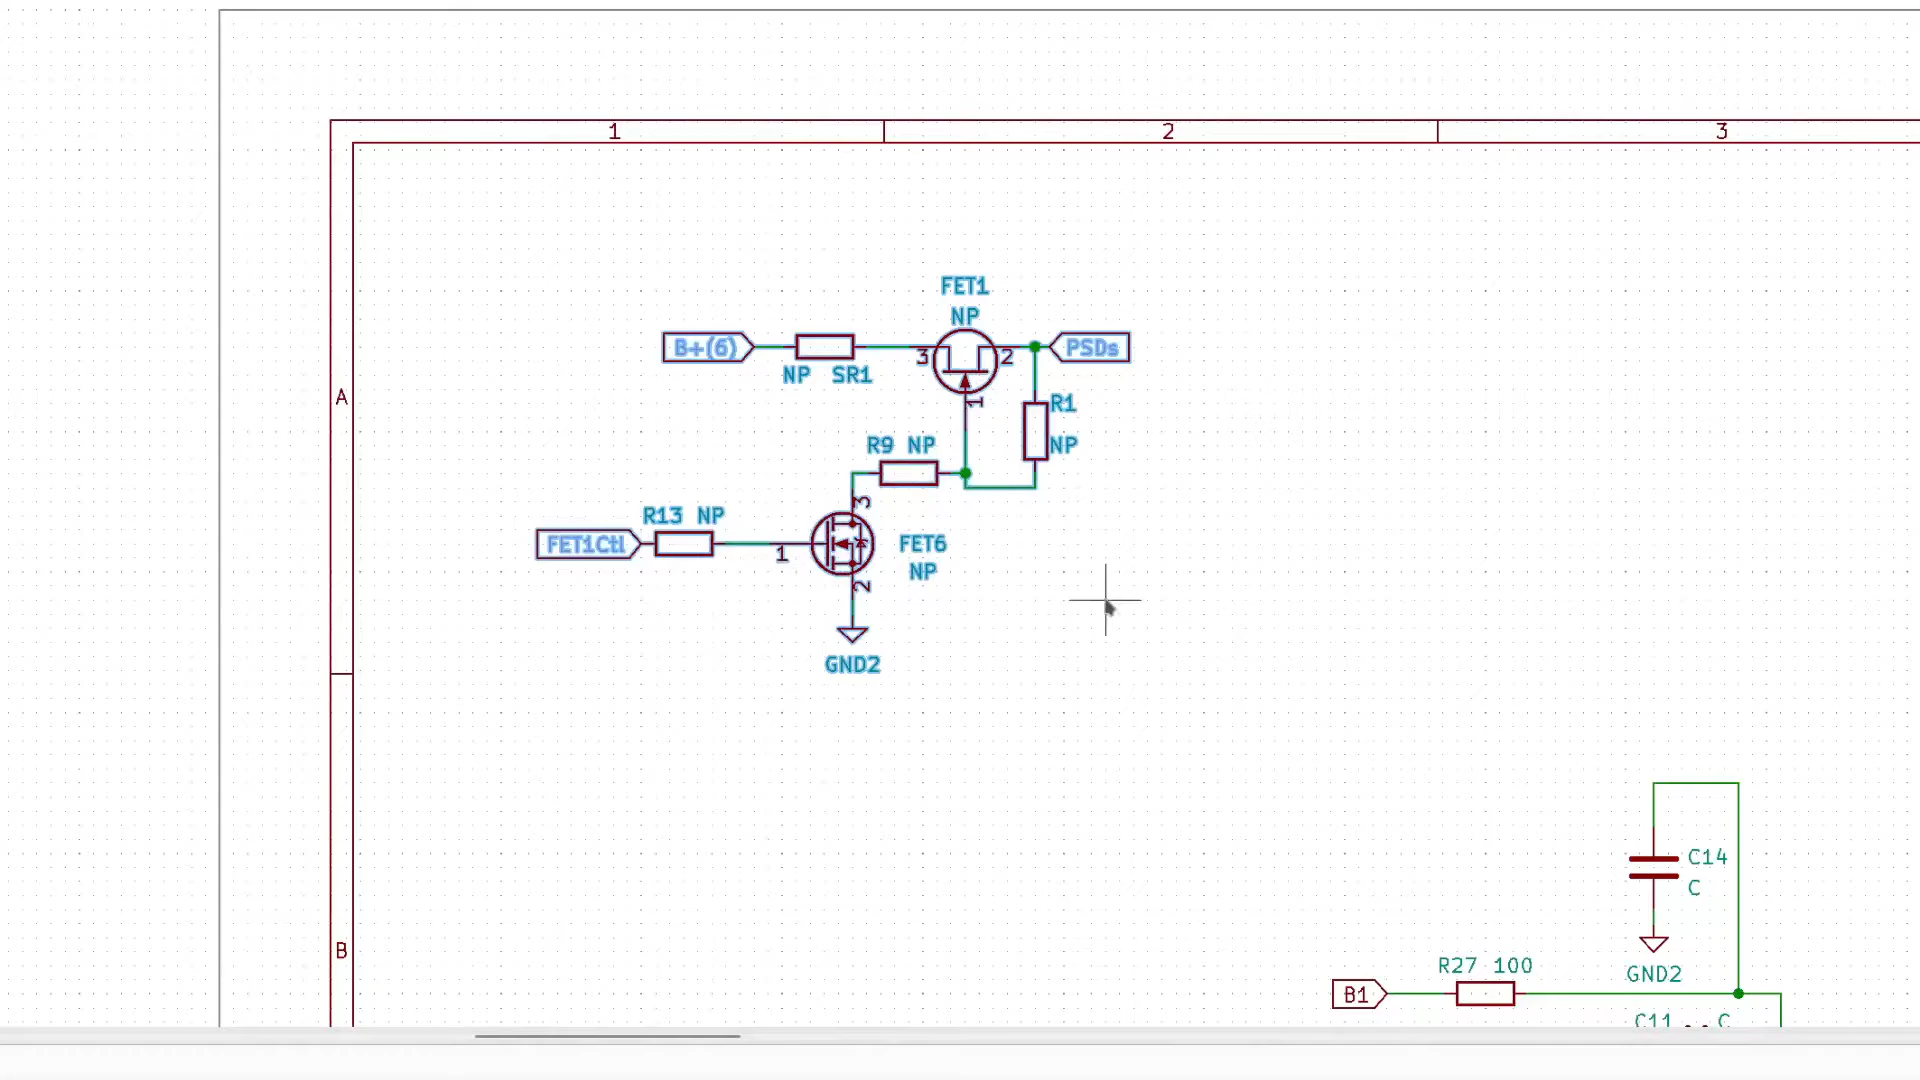 1 2 3
FET1
NP
B+(6) 3 2 PSDs
NP SR1
A
1
R1
R9 NP NP
3
R13 NP
FET1Ctl 1 FET6
NP
2
GND2
C14
C
B
R27 100 GND2
B1
C11 C